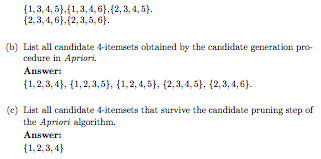 {1, 3, 4, 5},{1, 3, 4, 6},{2, 3, 4, 5}.
{2, 3, 4, 6},{2, 3, 5, 6}.
(b) List all candidate 4-itemsets obtained by the candidate generation pro-
cedure in Apriori.
Answer:
{1, 2, 3, 4}, {1, 2, 3, 5}, {1, 2, 4, 5}, {2, 3, 4, 5}, {2, 3, 4, 6}.
(c) List all candidate 4-itemsets that survive the candidate pruning step of
the Apriori algorithm.
Answer:
{1, 2, 3, 4}